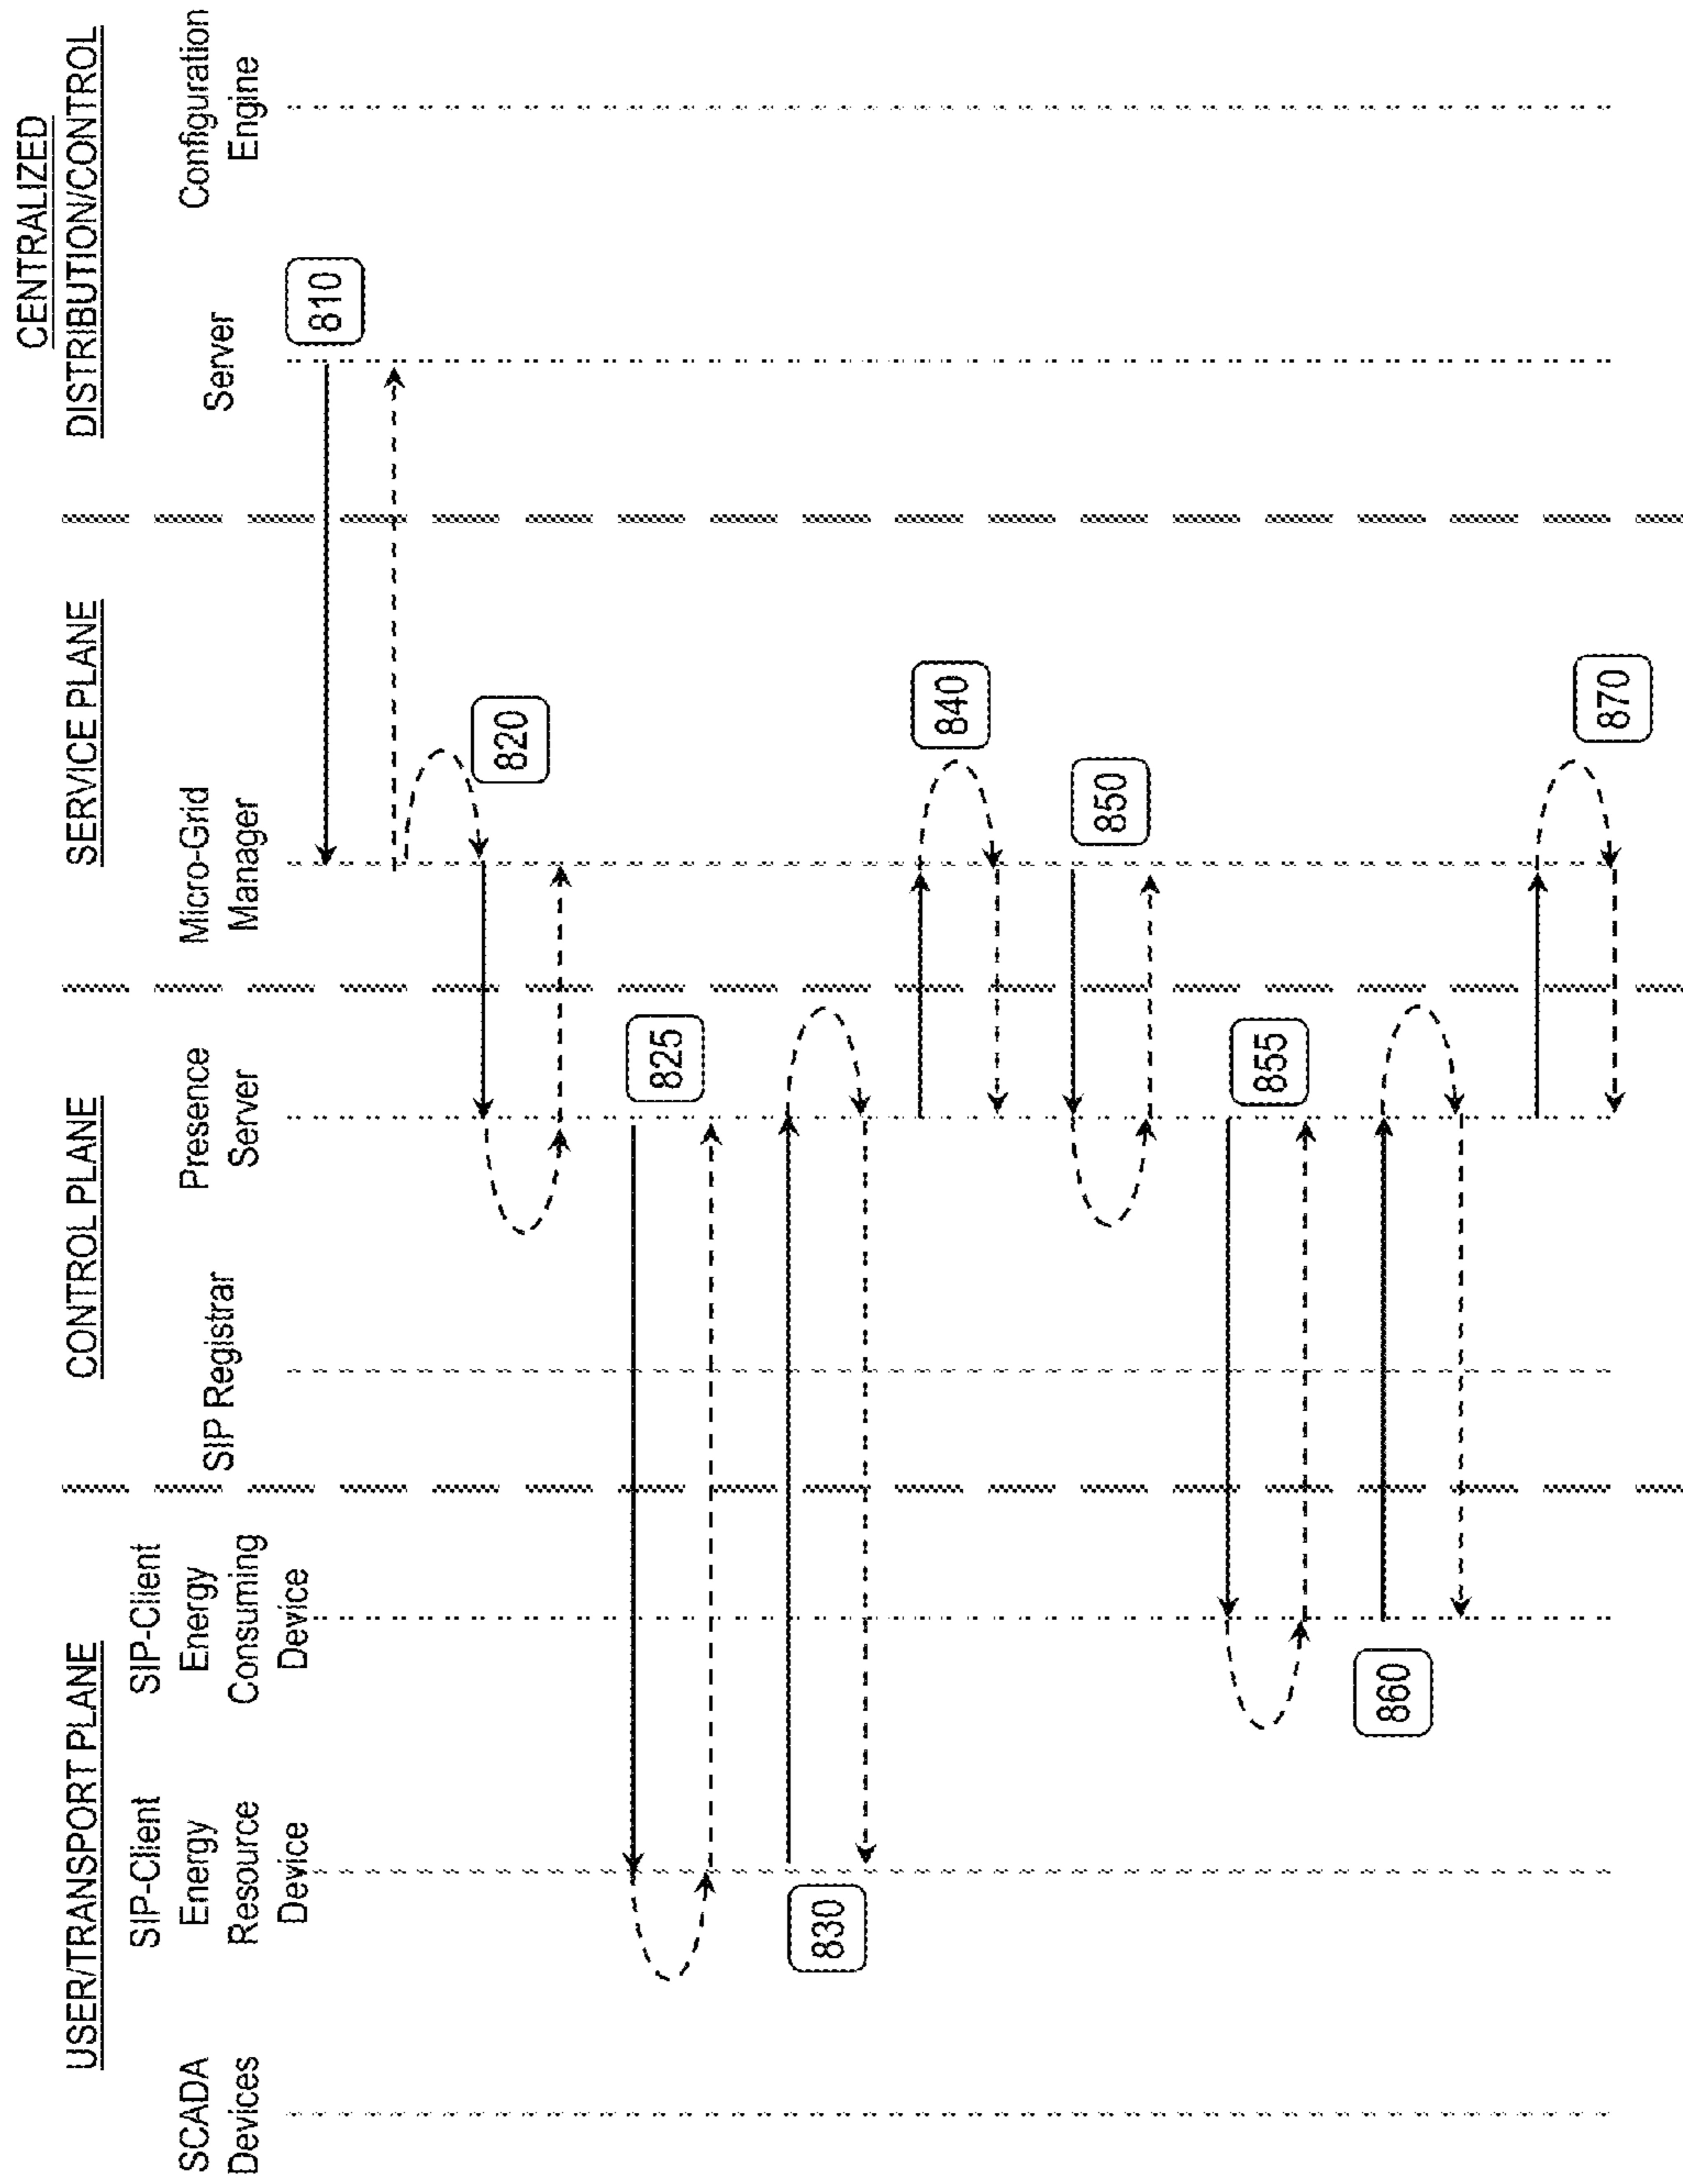 USER/TRANSPORT PLANE
CONTROL PLANE
SERVICE PLANE
CENTRALIZED
DISTRIBUTION/CONTROL
SCADA
Devices
SIP-Client
Energy
Resource
Device
SIP-Client
Energy
Consuming
Device
SIP Registrar
Presence
Server
Micro-Grid
Manager
Server
Configuration
Engine
810
820
825
830
840
850
855
860
870